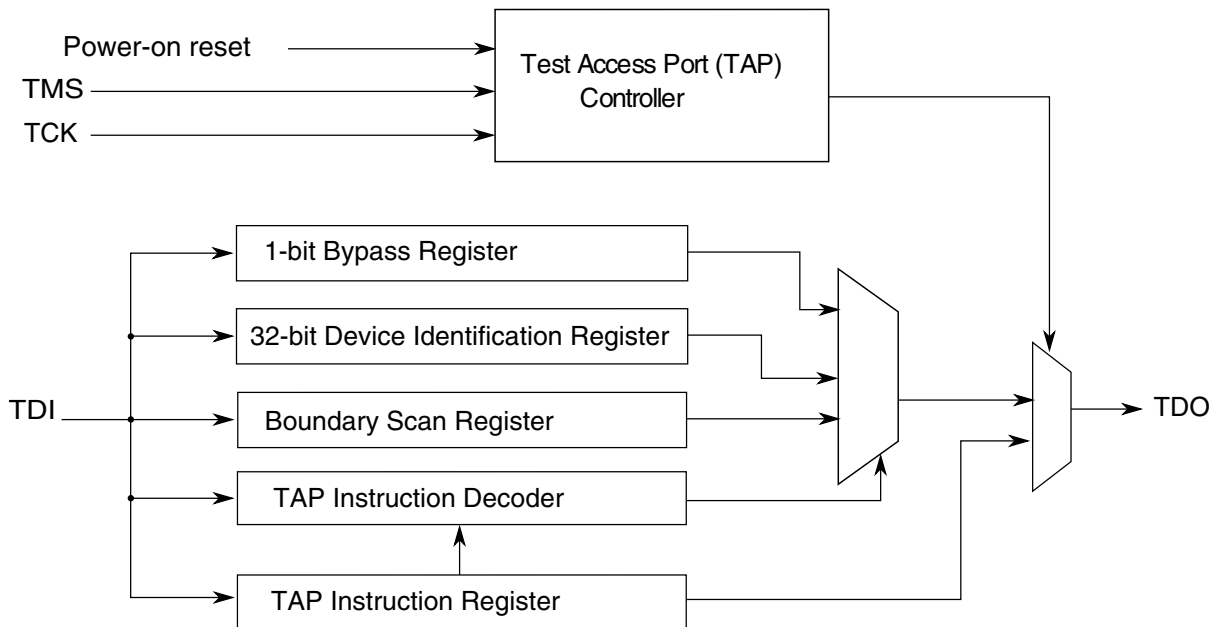 Power-on reset
TMS
TCK
Test Access Port (TAP)
Controller
1-bit Bypass Register
32-bit Device Identification Register
TDI
Boundary Scan Register
TDO
TAP Instruction Decoder
TAP Instruction Register